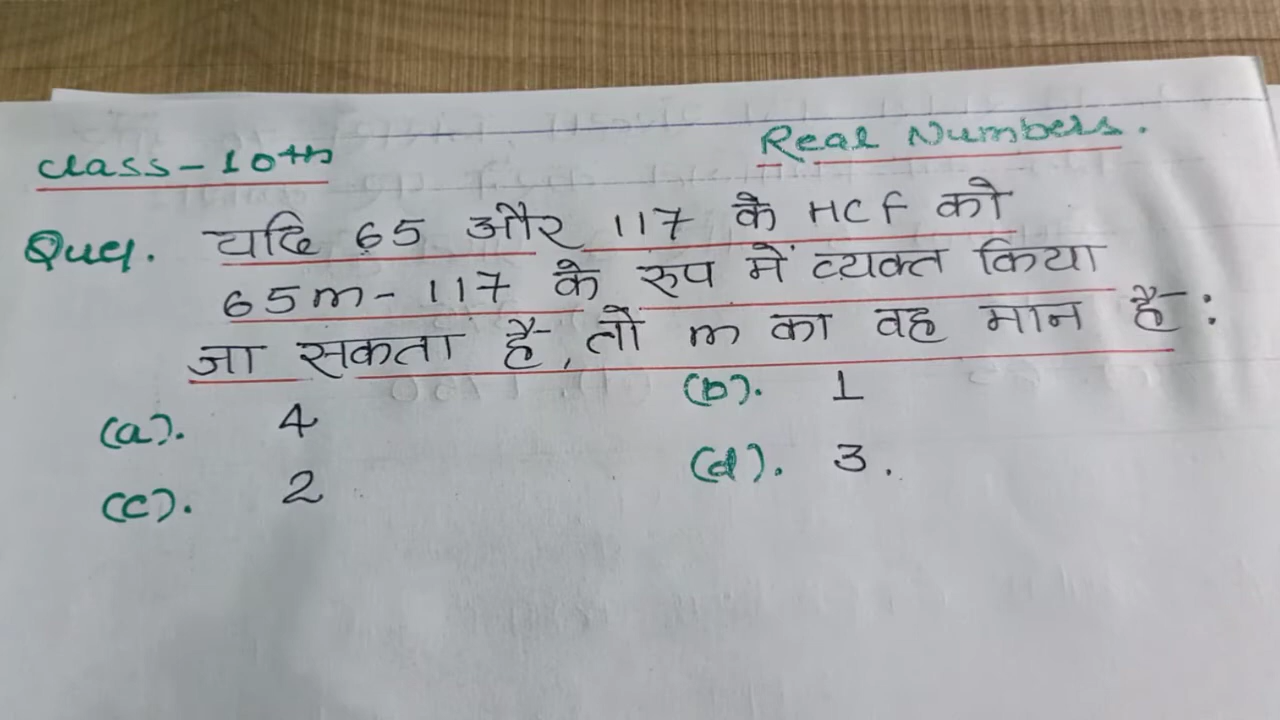 Class-10th
Real Numbers.
Que. यदि 65 और 117 के HCF को
65m-117 के रुप में व्यक्त किया
जा सकता है, तो m का वह मान है:
(a). 4
(b). 1
(c). 2
(d). 3.